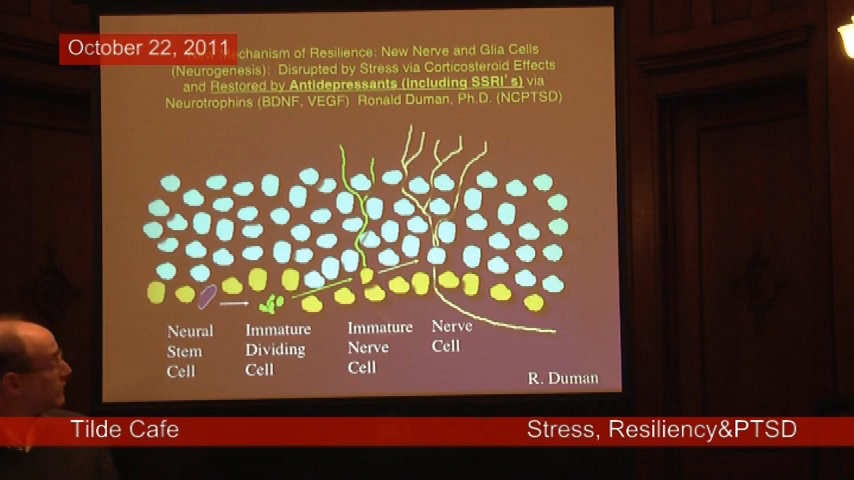 October 22, 2011
Mechanism of Resilience: New Nerve and Glia Cells
(Neurogenesis): Disrupted by Stress via Corticosteroid Effects
and Restored by Antidepressants (including SSRI's) via
Neurotrophins (BDNF, VEGF) Ronald Duman, Ph.D. (NCPTSD)
Neural
Stem
Cell
Immature
Dividing
Cell
Immature
Nerve
Cell
Nerve
Cell
R. Duman
Tilde Cafe
Stress, Resiliency&PTSD